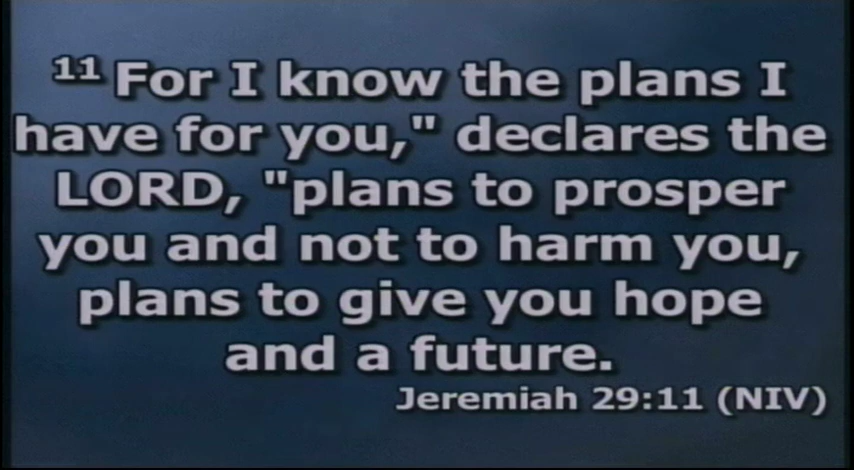 11 For I know the plans I
have for you," declares the
LORD, "plans to prosper
you and not to harm you,
plans to give you hope
and a future.
Jeremiah 29:11 (NIV)